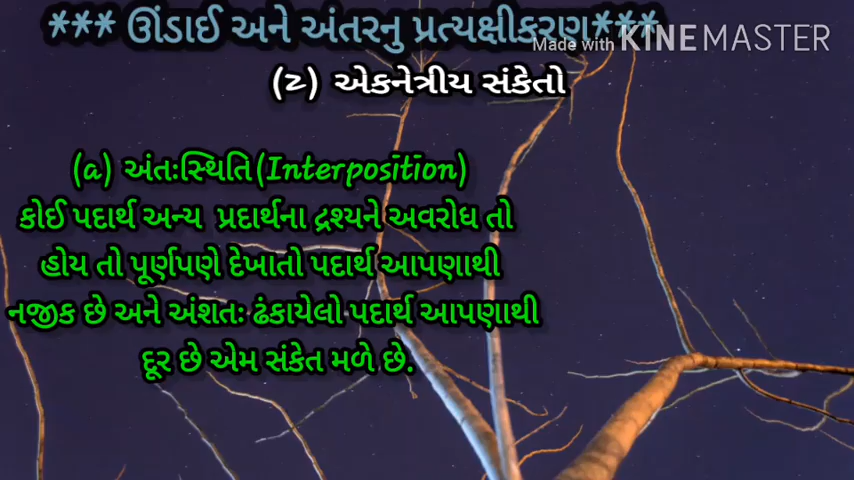 *** ઊંડાઈ અને અંતરનુ પ્રત્યક્ષીકરણ***
Made with KINEMASTER
(૨) એકનેત્રીય સંકેતો
(a) અંતઃસ્થિતિ(Interposition)
કોઈ પદાર્થ અન્ય પ્રદાર્થના દ્રશ્યને અવરોધ તો
હોય તો પૂર્ણપણે દેખાતો પદાર્થ આપણાથી
નજીક છે અને અંશતઃ ઢંકાયેલો પદાર્થ આપણાથી
દૂર છે એમ સંકેત મળે છે.